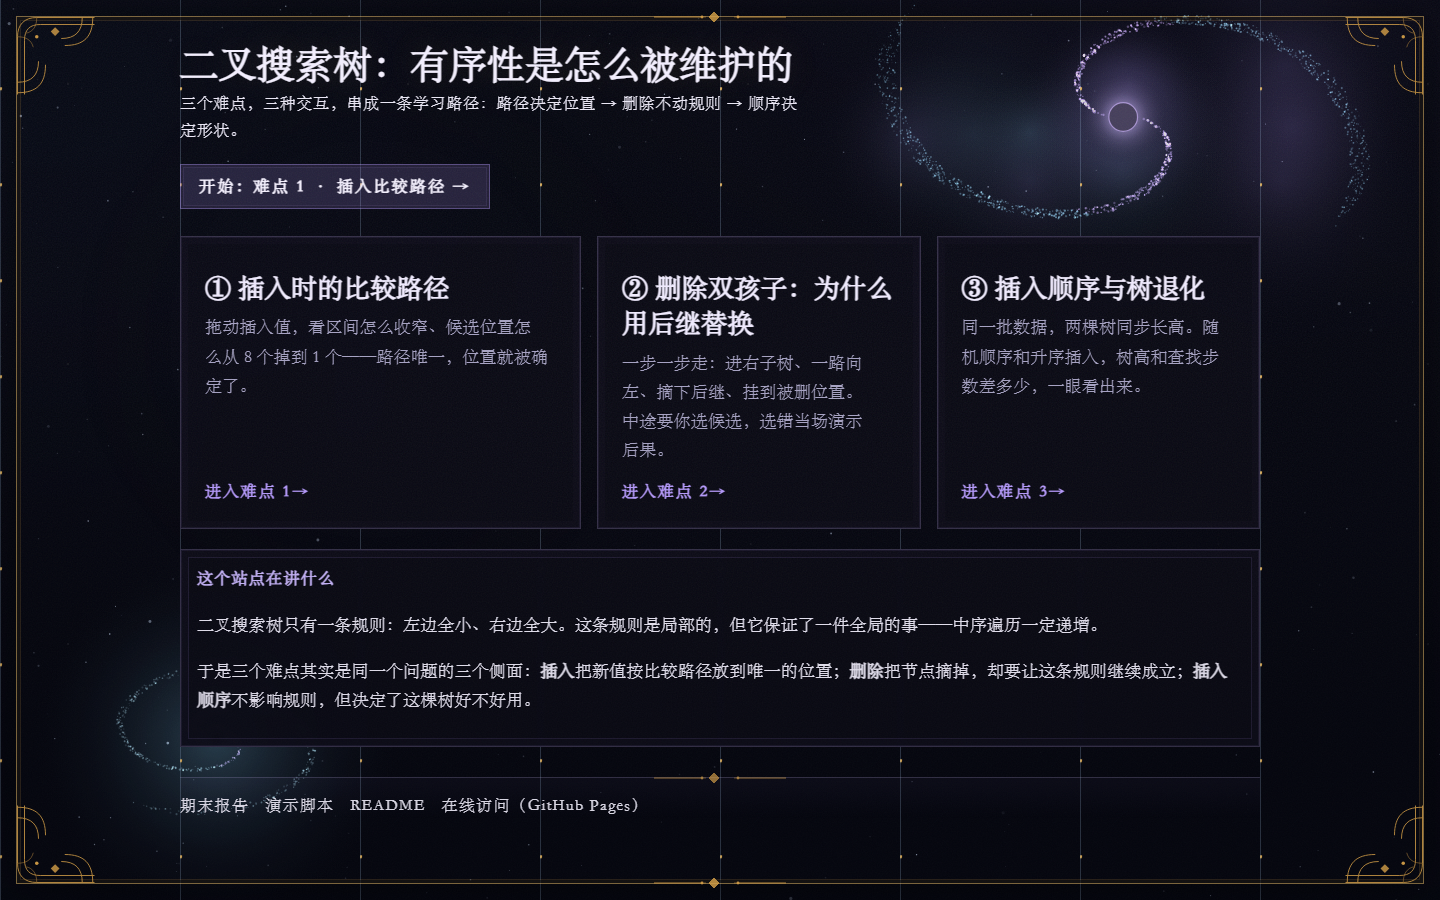 二叉搜索树：有序性是怎么被维护的
三个难点，三种交互，串成一条学习路径：路径决定位置 → 删除不动规则 → 顺序决
定形状。
开始：难点 1 · 插入比较路径 →
① 插入时的比较路径
拖动插入值，看区间怎么收窄、候选位置怎
么从 8 个掉到 1 个——路径唯一，位置就被确
定了。
进入难点 1→
② 删除双孩子：为什么
用后继替换
一步一步走：进右子树、一路向
左、摘下后继、挂到被删位置。
中途要你选候选，选错当场演示
后果。
进入难点 2→
③ 插入顺序与树退化
同一批数据，两棵树同步长高。随
机顺序和升序插入，树高和查找步
数差多少，一眼看出来。
进入难点 3→
这个站点在讲什么
二叉搜索树只有一条规则：左边全小、右边全大。这条规则是局部的，但它保证了一件全局的事——中序遍历一定递增。
于是三个难点其实是同一个问题的三个侧面：插入把新值按比较路径放到唯一的位置；删除把节点摘掉，却要让这条规则继续成立；插入
顺序不影响规则，但决定了这棵树好不好用。
期末报告 演示脚本 README 在线访问（GitHub Pages）